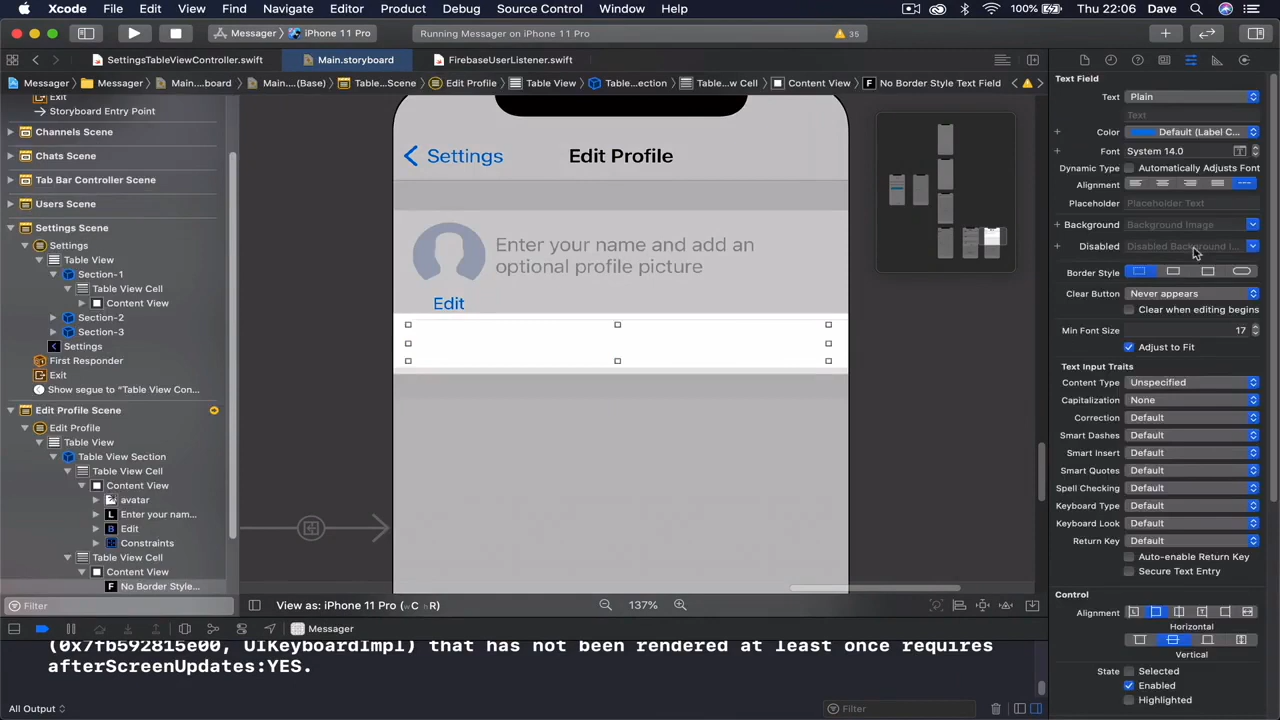 Xcode File Edit View Find Navigate Editor Product Debug Source Control Window Help 100% Thu 22:06 Dave
Messager iPhone 11 Pro Running Messager on iPhone 11 Pro 35
SettingsTableViewController.swift Main.storyboard FirebaseUserListener.swift
Messager Messager Main....board Main....(Base) Table...Scene Edit Profile Table View Table...ection Table...w Cell Content View F No Border Style Text Field
Exit
Storyboard Entry Point
Channels Scene
Chats Scene
Tab Bar Controller Scene
Users Scene
Settings Scene
Settings
Table View
Section-1
Table View Cell
Content View
Section-2
Section-3
Settings
First Responder
Exit
Show segue to “Table View Con...
Edit Profile Scene
Edit Profile
Table View
Table View Section
Table View Cell
Content View
avatar
L Enter your nam...
B Edit
Constraints
Table View Cell
Content View
F No Border Style...
Filter
Settings Edit Profile
Enter your name and add an
optional profile picture
Edit
View as: iPhone 11 Pro (wC hR) 137%
Messager
(0x7fb592815e00, UIKeyboardImpl) that has not been rendered at least once requires
afterScreenUpdates:YES.
All Output Filter
Text Field
Text Plain
Text
Color Default (Label C...
Font System 14.0
Dynamic Type Automatically Adjusts Font
Alignment
Placeholder Placeholder Text
Background Background Image
Disabled Disabled Background I...
Border Style
Clear Button Never appears
Clear when editing begins
Min Font Size 17
Adjust to Fit
Text Input Traits
Content Type Unspecified
Capitalization None
Correction Default
Smart Dashes Default
Smart Insert Default
Smart Quotes Default
Spell Checking Default
Keyboard Type Default
Keyboard Look Default
Return Key Default
Auto-enable Return Key
Secure Text Entry
Control
Alignment
Horizontal
Vertical
State Selected
Enabled
Highlighted